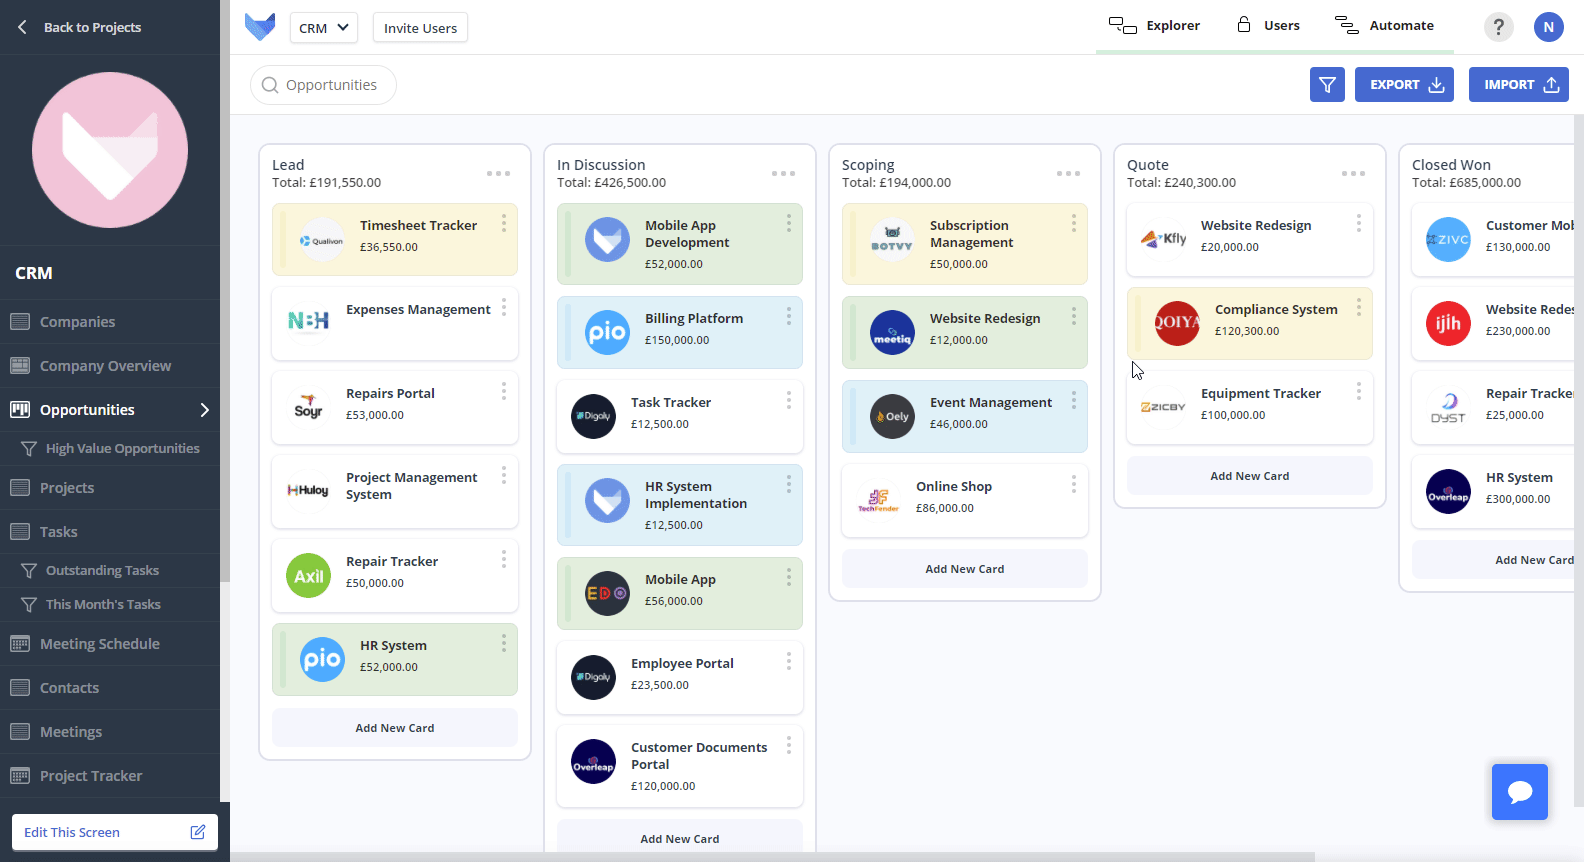 Back to Projects
CRM
Companies
Company Overview
Opportunities
High Value Opportunities
Projects
Tasks
Outstanding Tasks
This Month's Tasks
Meeting Schedule
Contacts
Meetings
Project Tracker
Edit This Screen
CRM
Invite Users
Explorer
Users
Automate
?
N
Opportunities
EXPORT
IMPORT
Lead
Total: £191,550.00
Qualivon
Timesheet Tracker
£36,550.00
NBH
Expenses Management
Soyr
Repairs Portal
£53,000.00
Huloy
Project Management
System
Axil
Repair Tracker
£50,000.00
pio
HR System
£52,000.00
Add New Card
In Discussion
Total: £426,500.00
Mobile App
Development
£52,000.00
pio
Billing Platform
£150,000.00
Digaly
Task Tracker
£12,500.00
HR System
Implementation
£12,500.00
EDO
Mobile App
£56,000.00
Digaly
Employee Portal
£23,500.00
Overleap
Customer Documents
Portal
£120,000.00
Add New Card
Scoping
Total: £194,000.00
BOTVY
Subscription
Management
£50,000.00
meetiq
Website Redesign
£12,000.00
Oely
Event Management
£46,000.00
TechFender
Online Shop
£86,000.00
Add New Card
Quote
Total: £240,300.00
Kfly
Website Redesign
£20,000.00
QOIYA
Compliance System
£120,300.00
ZICBY
Equipment Tracker
£100,000.00
Add New Card
Closed Won
Total: £685,000.00
ZIVC
Customer Mob
£130,000.00
ijih
Website Redes
£230,000.00
DYST
Repair Tracke
£25,000.00
Overleap
HR System
£300,000.00
Add New Card